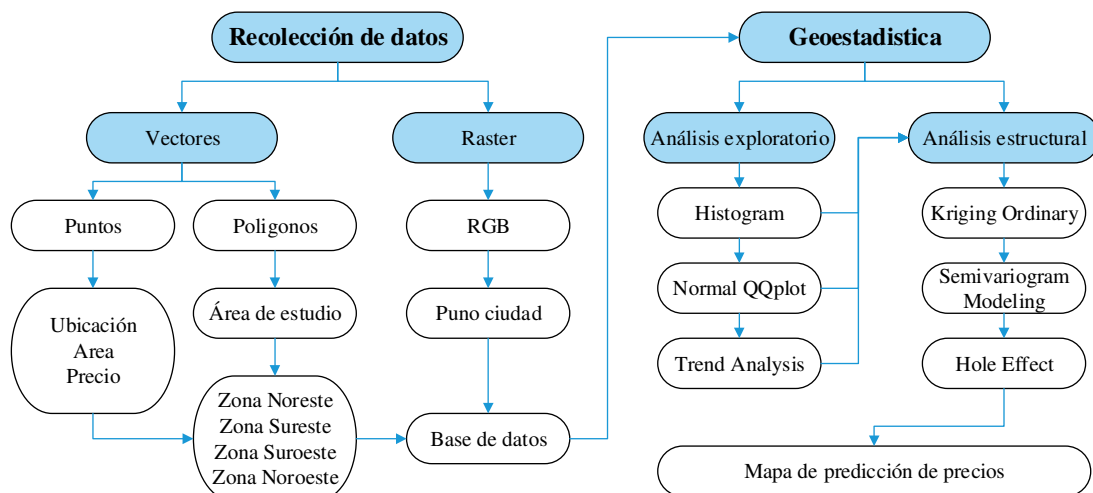 Recolección de datos
Vectores
Raster
Puntos
Poligonos
RGB
Ubicación
Area
Precio
Área de estudio
Puno ciudad
Zona Noreste
Zona Sureste
Zona Suroeste
Zona Noroeste
Base de datos
Geoestadistica
Análisis exploratorio
Análisis estructural
Histogram
Kriging Ordinary
Normal QQplot
Semivariogram
Modeling
Trend Analysis
Hole Effect
Mapa de predicción de precios